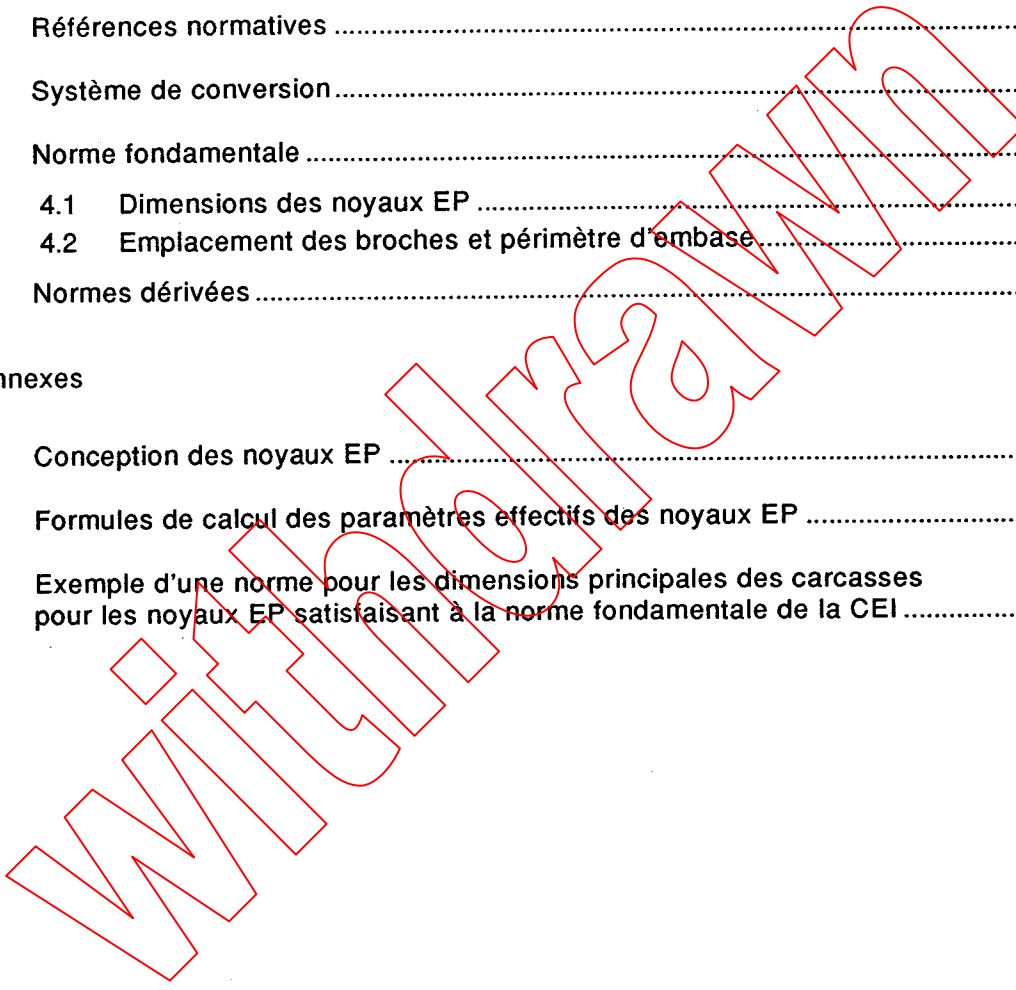 Références normatives
Système de conversion
Norme fondamentale
4.1 Dimensions des noyaux EP
4.2 Emplacement des broches et périmètre d'embase
Normes dérivées
nnexes
Conception des noyaux EP
Formules de calcul des paramètres effectifs des noyaux EP
Exemple d'une norme pour les dimensions principales des carcasses
pour les noyaux EP satisfaisant à la norme fondamentale de la CEI
withdrawn